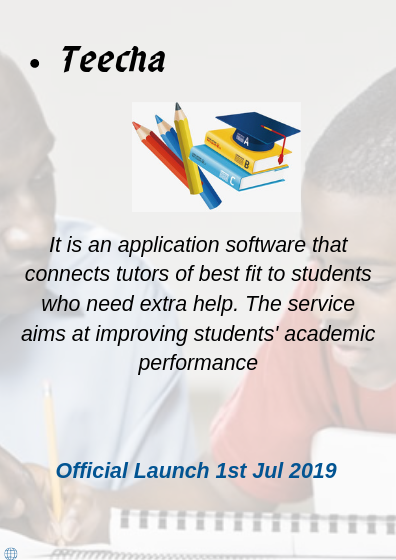 • Teecha
A
B
C
It is an application software that
connects tutors of best fit to students
who need extra help. The service
aims at improving students' academic
performance
Official Launch 1st Jul 2019